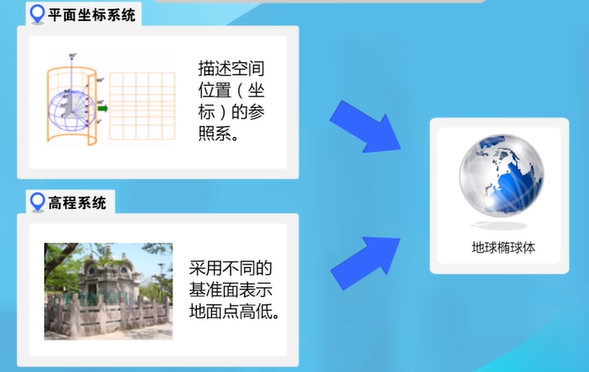 平面坐标系统
描述空间
位置（坐
标）的参
照系。
高程系统
采用不同的
基准面表示
地面点高低。
地球椭球体